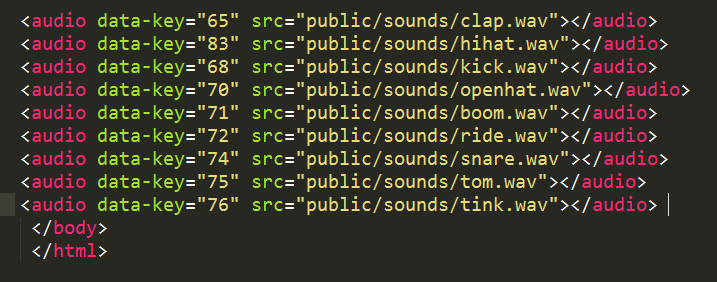 <audio data-key="65" src="public/sounds/clap.wav"></audio>
<audio data-key="83" src="public/sounds/hihat.wav"></audio>
<audio data-key="68" src="public/sounds/kick.wav"></audio>
<audio data-key="70" src="public/sounds/openhat.wav"></audio>
<audio data-key="71" src="public/sounds/boom.wav"></audio>
<audio data-key="72" src="public/sounds/ride.wav"></audio>
<audio data-key="74" src="public/sounds/snare.wav"></audio>
<audio data-key="75" src="public/sounds/tom.wav"></audio>
<audio data-key="76" src="public/sounds/tink.wav"></audio>
</body>
</html>